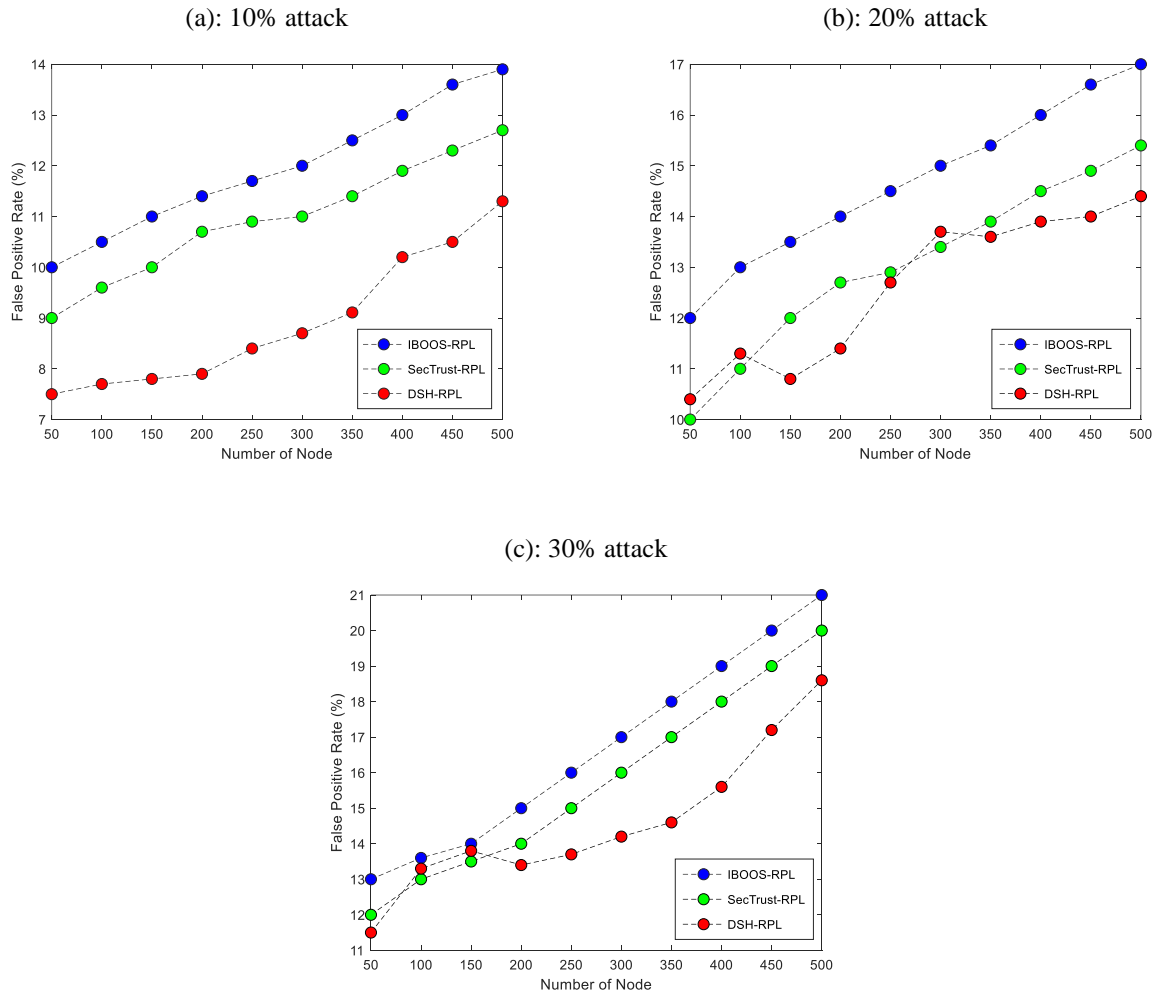 (a): 10% attack
14
13
12
11
10
9
8
7
False Positive Rate (%)
50 100 150 200 250 300 350 400 450 500
Number of Node
IBOOS-RPL
SecTrust-RPL
DSH-RPL
(b): 20% attack
17
16
15
14
13
12
11
10
False Positive Rate (%)
50 100 150 200 250 300 350 400 450 500
Number of Node
IBOOS-RPL
SecTrust-RPL
DSH-RPL
(c): 30% attack
21
20
19
18
17
16
15
14
13
12
11
False Positive Rate (%)
50 100 150 200 250 300 350 400 450 500
Number of Node
IBOOS-RPL
SecTrust-RPL
DSH-RPL